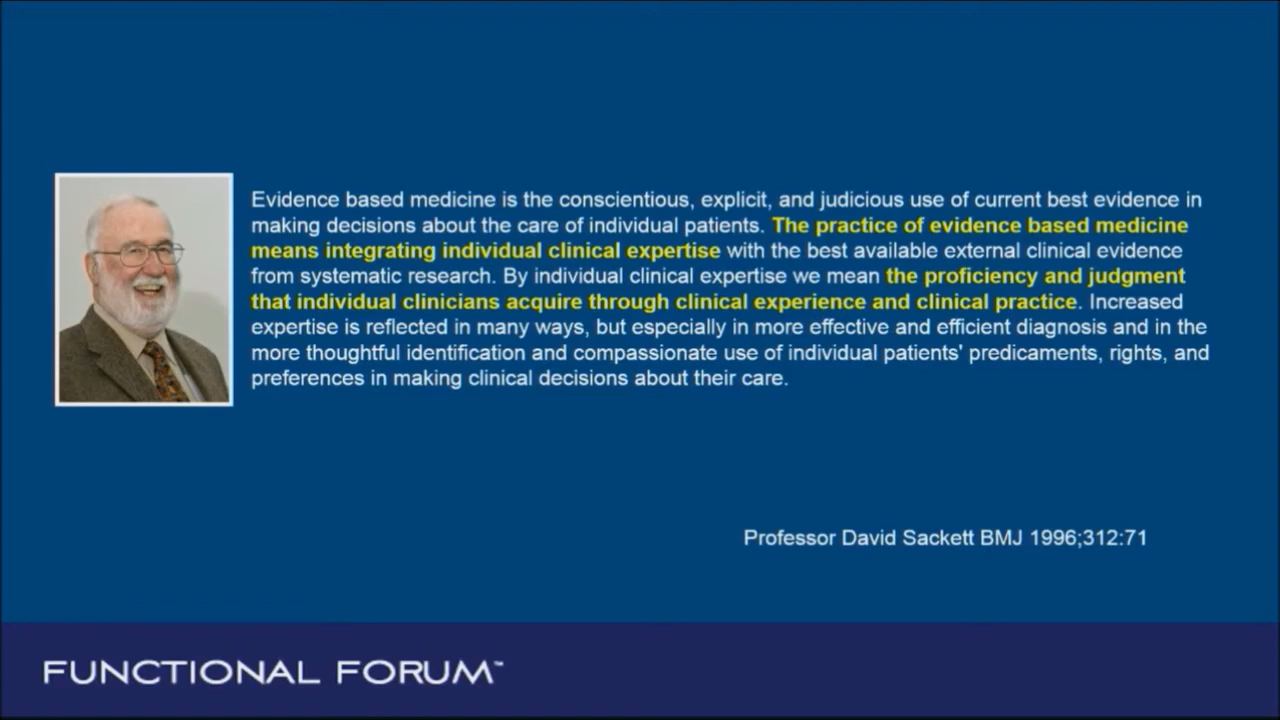 Evidence based medicine is the conscientious, explicit, and judicious use of current best evidence in
making decisions about the care of individual patients. The practice of evidence based medicine
means integrating individual clinical expertise with the best available external clinical evidence
from systematic research. By individual clinical expertise we mean the proficiency and judgment
that individual clinicians acquire through clinical experience and clinical practice. Increased
expertise is reflected in many ways, but especially in more effective and efficient diagnosis and in the
more thoughtful identification and compassionate use of individual patients' predicaments, rights, and
preferences in making clinical decisions about their care.
Professor David Sackett BMJ 1996;312:71
FUNCTIONAL FORUM™